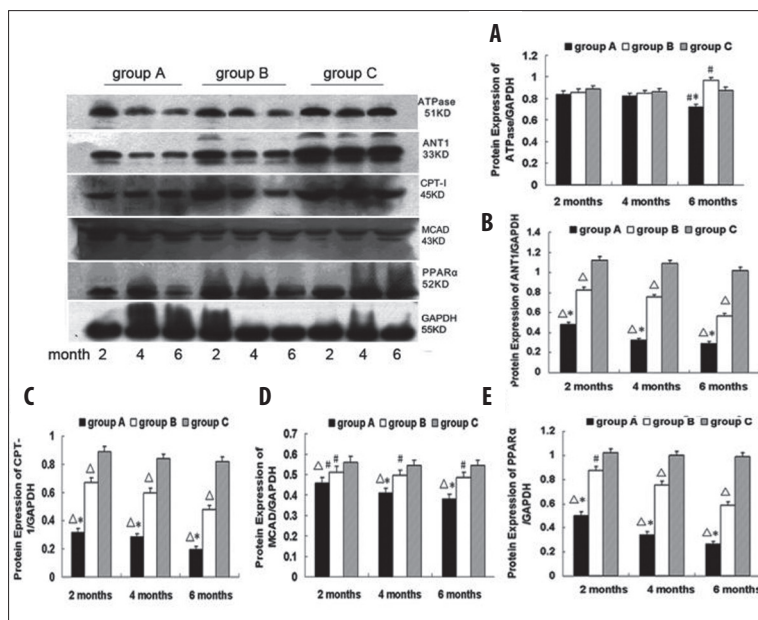 group A group B group C
ATPase
51KD
ANT1
33KD
CPT-I
45KD
MCAD
43KD
PPARα
52KD
GAPDH
55KD
month 2 4 6 2 4 6 2 4 6
A
group A group B group C
Protein Expression of
ATPase/GAPDH
1.2
1
0.8
0.6
0.4
0.2
0
#*
#
2 months 4 months 6 months
B
group A group B group C
Protein Expression of ANT1/GAPDH
1.4
1.2
1
0.8
0.6
0.4
0.2
0
△* △ △* △ △* △
2 months 4 months 6 months
C
group A group B group C
Protein Epression of CPT-
1/GAPDH
1
0.8
0.6
0.4
0.2
0
△* △ △* △ △* △
2 months 4 months 6 months
D
group A group B group C
Protein Expression of
MCAD/GAPDH
0.7
0.6
0.5
0.4
0.3
0.2
0.1
0
△ # # △* # △* #
2 months 4 months 6 months
E
group A group B group C
Protein Expression of PPARα
/GAPDH
1.2
1
0.8
0.6
0.4
0.2
0
△* # △* △ △* △
2 months 4 months 6 months